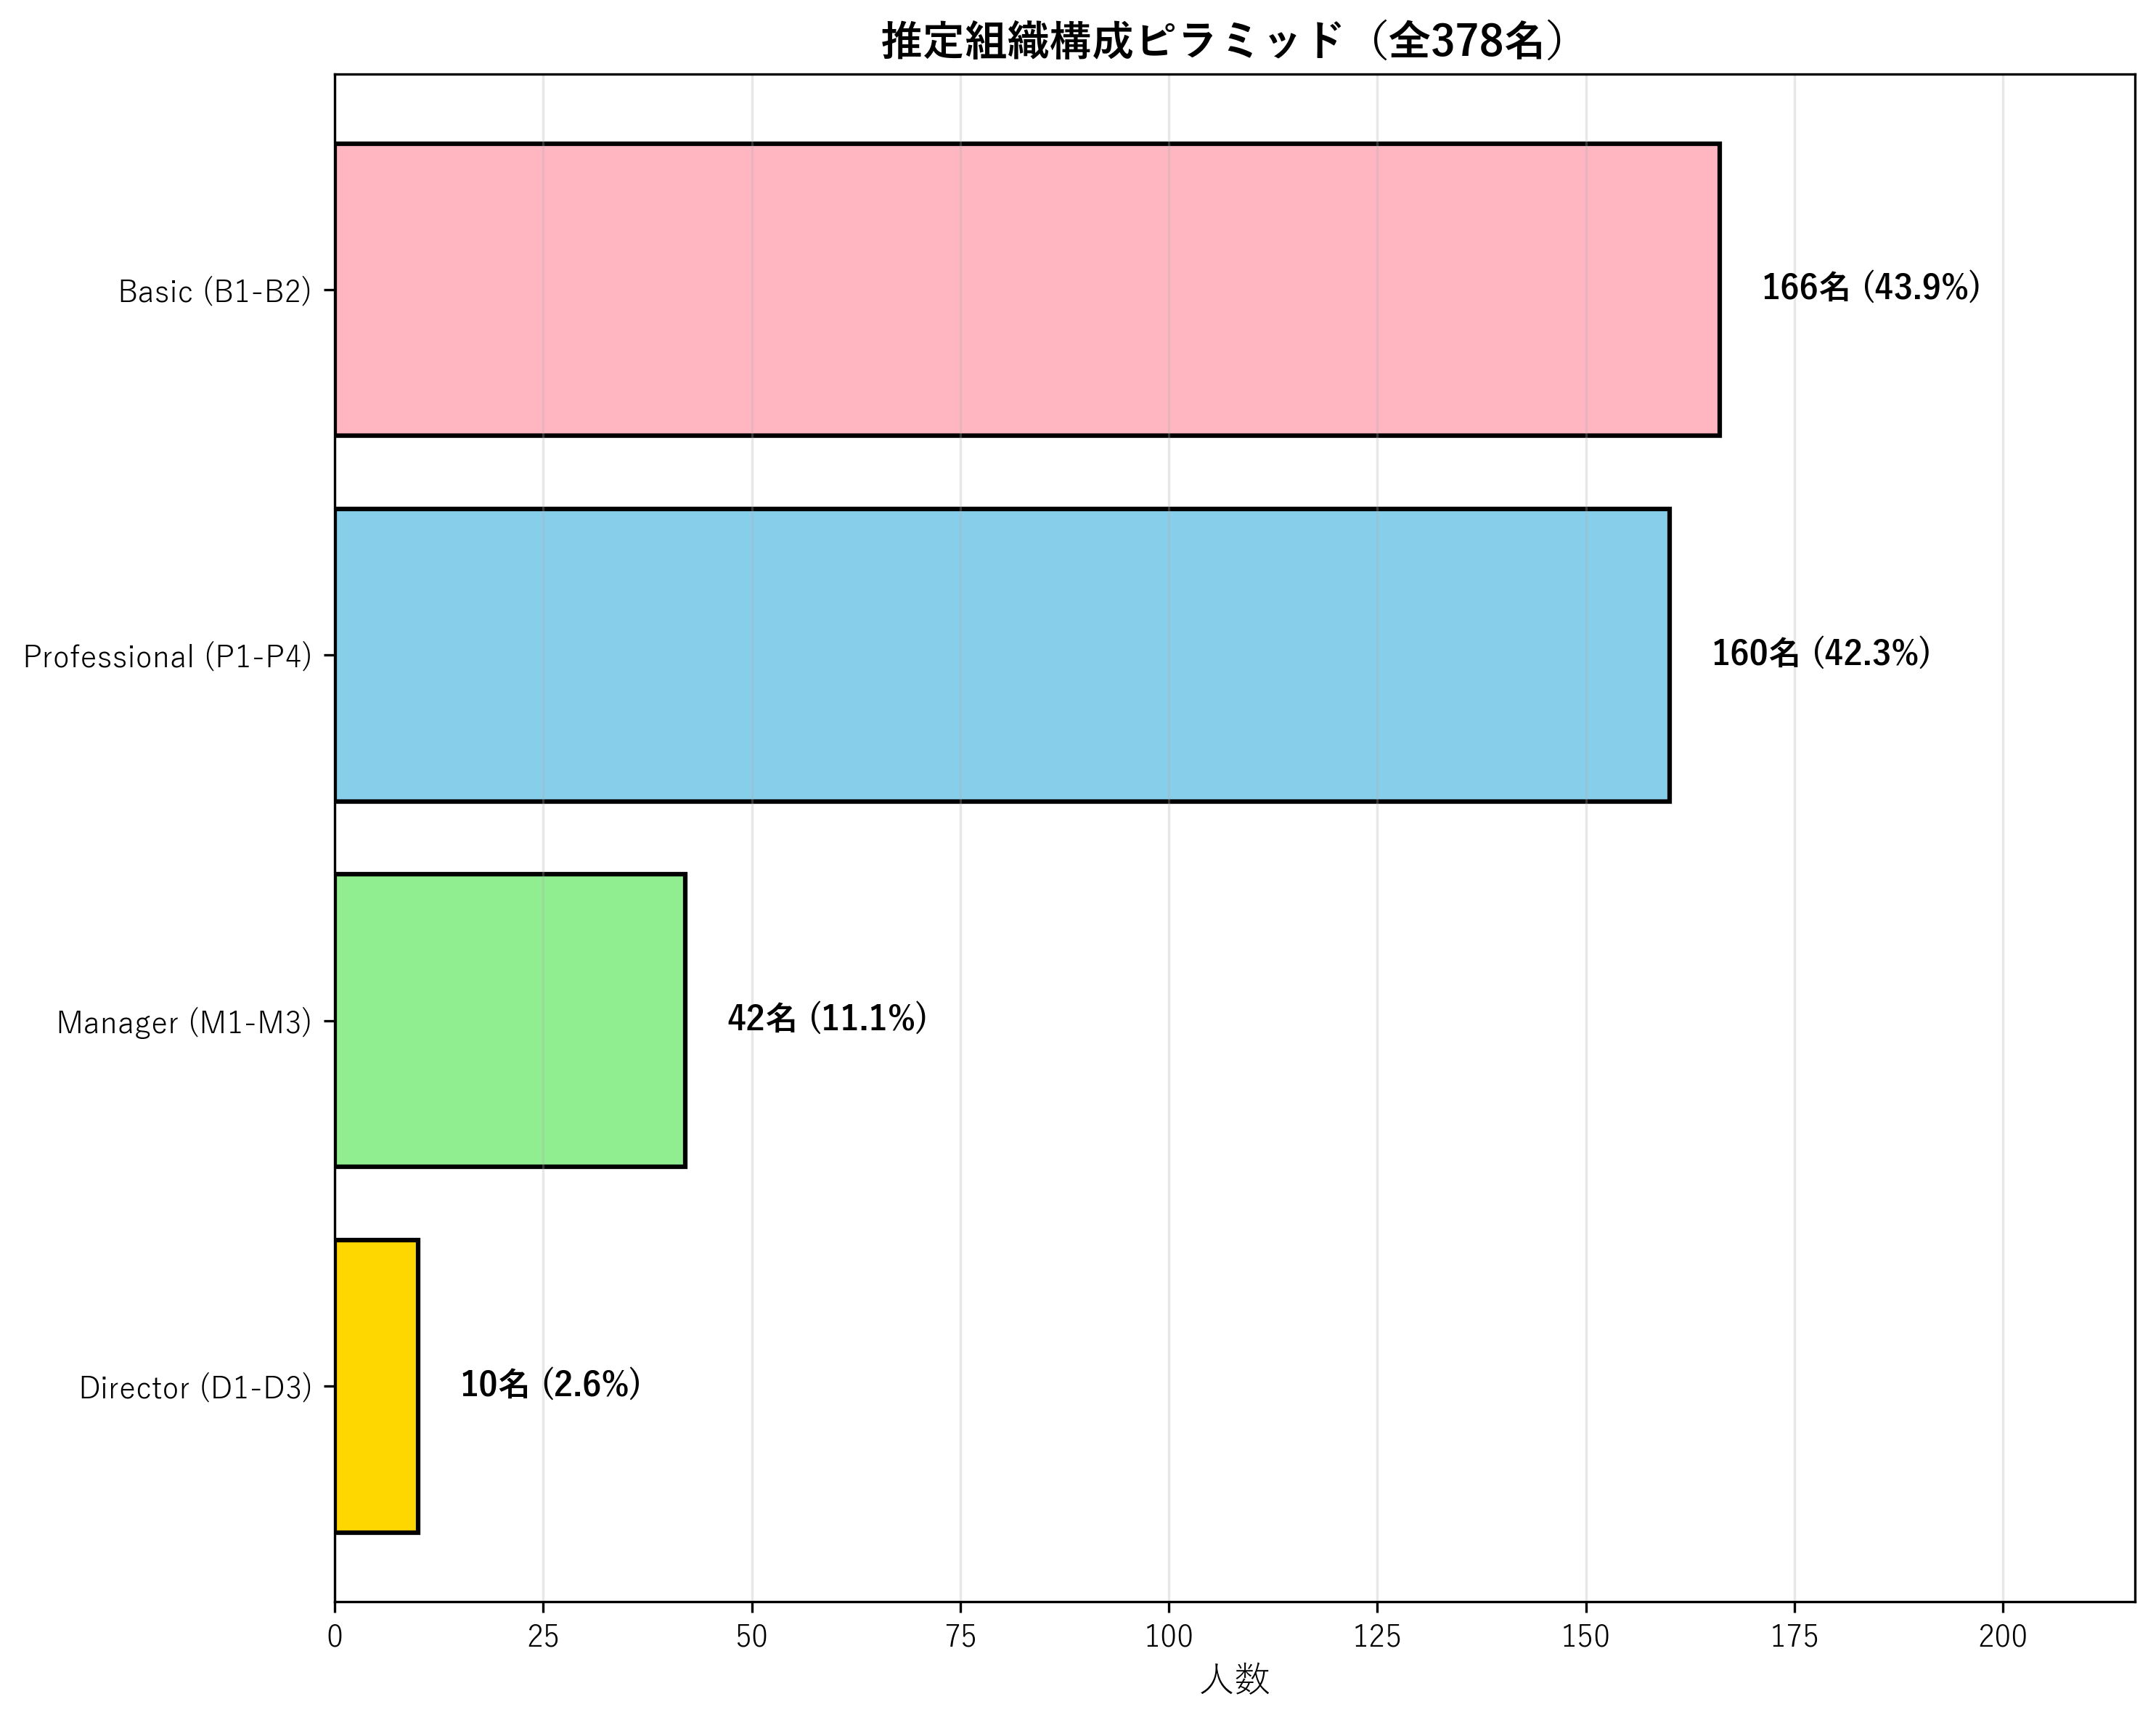 推定組織構成ピラミッド（全378名）
Basic (B1-B2)
166名 (43.9%)
Professional (P1-P4)
160名 (42.3%)
Manager (M1-M3)
42名 (11.1%)
Director (D1-D3)
10名 (2.6%)
0 25 50 75 100 125 150 175 200
人数